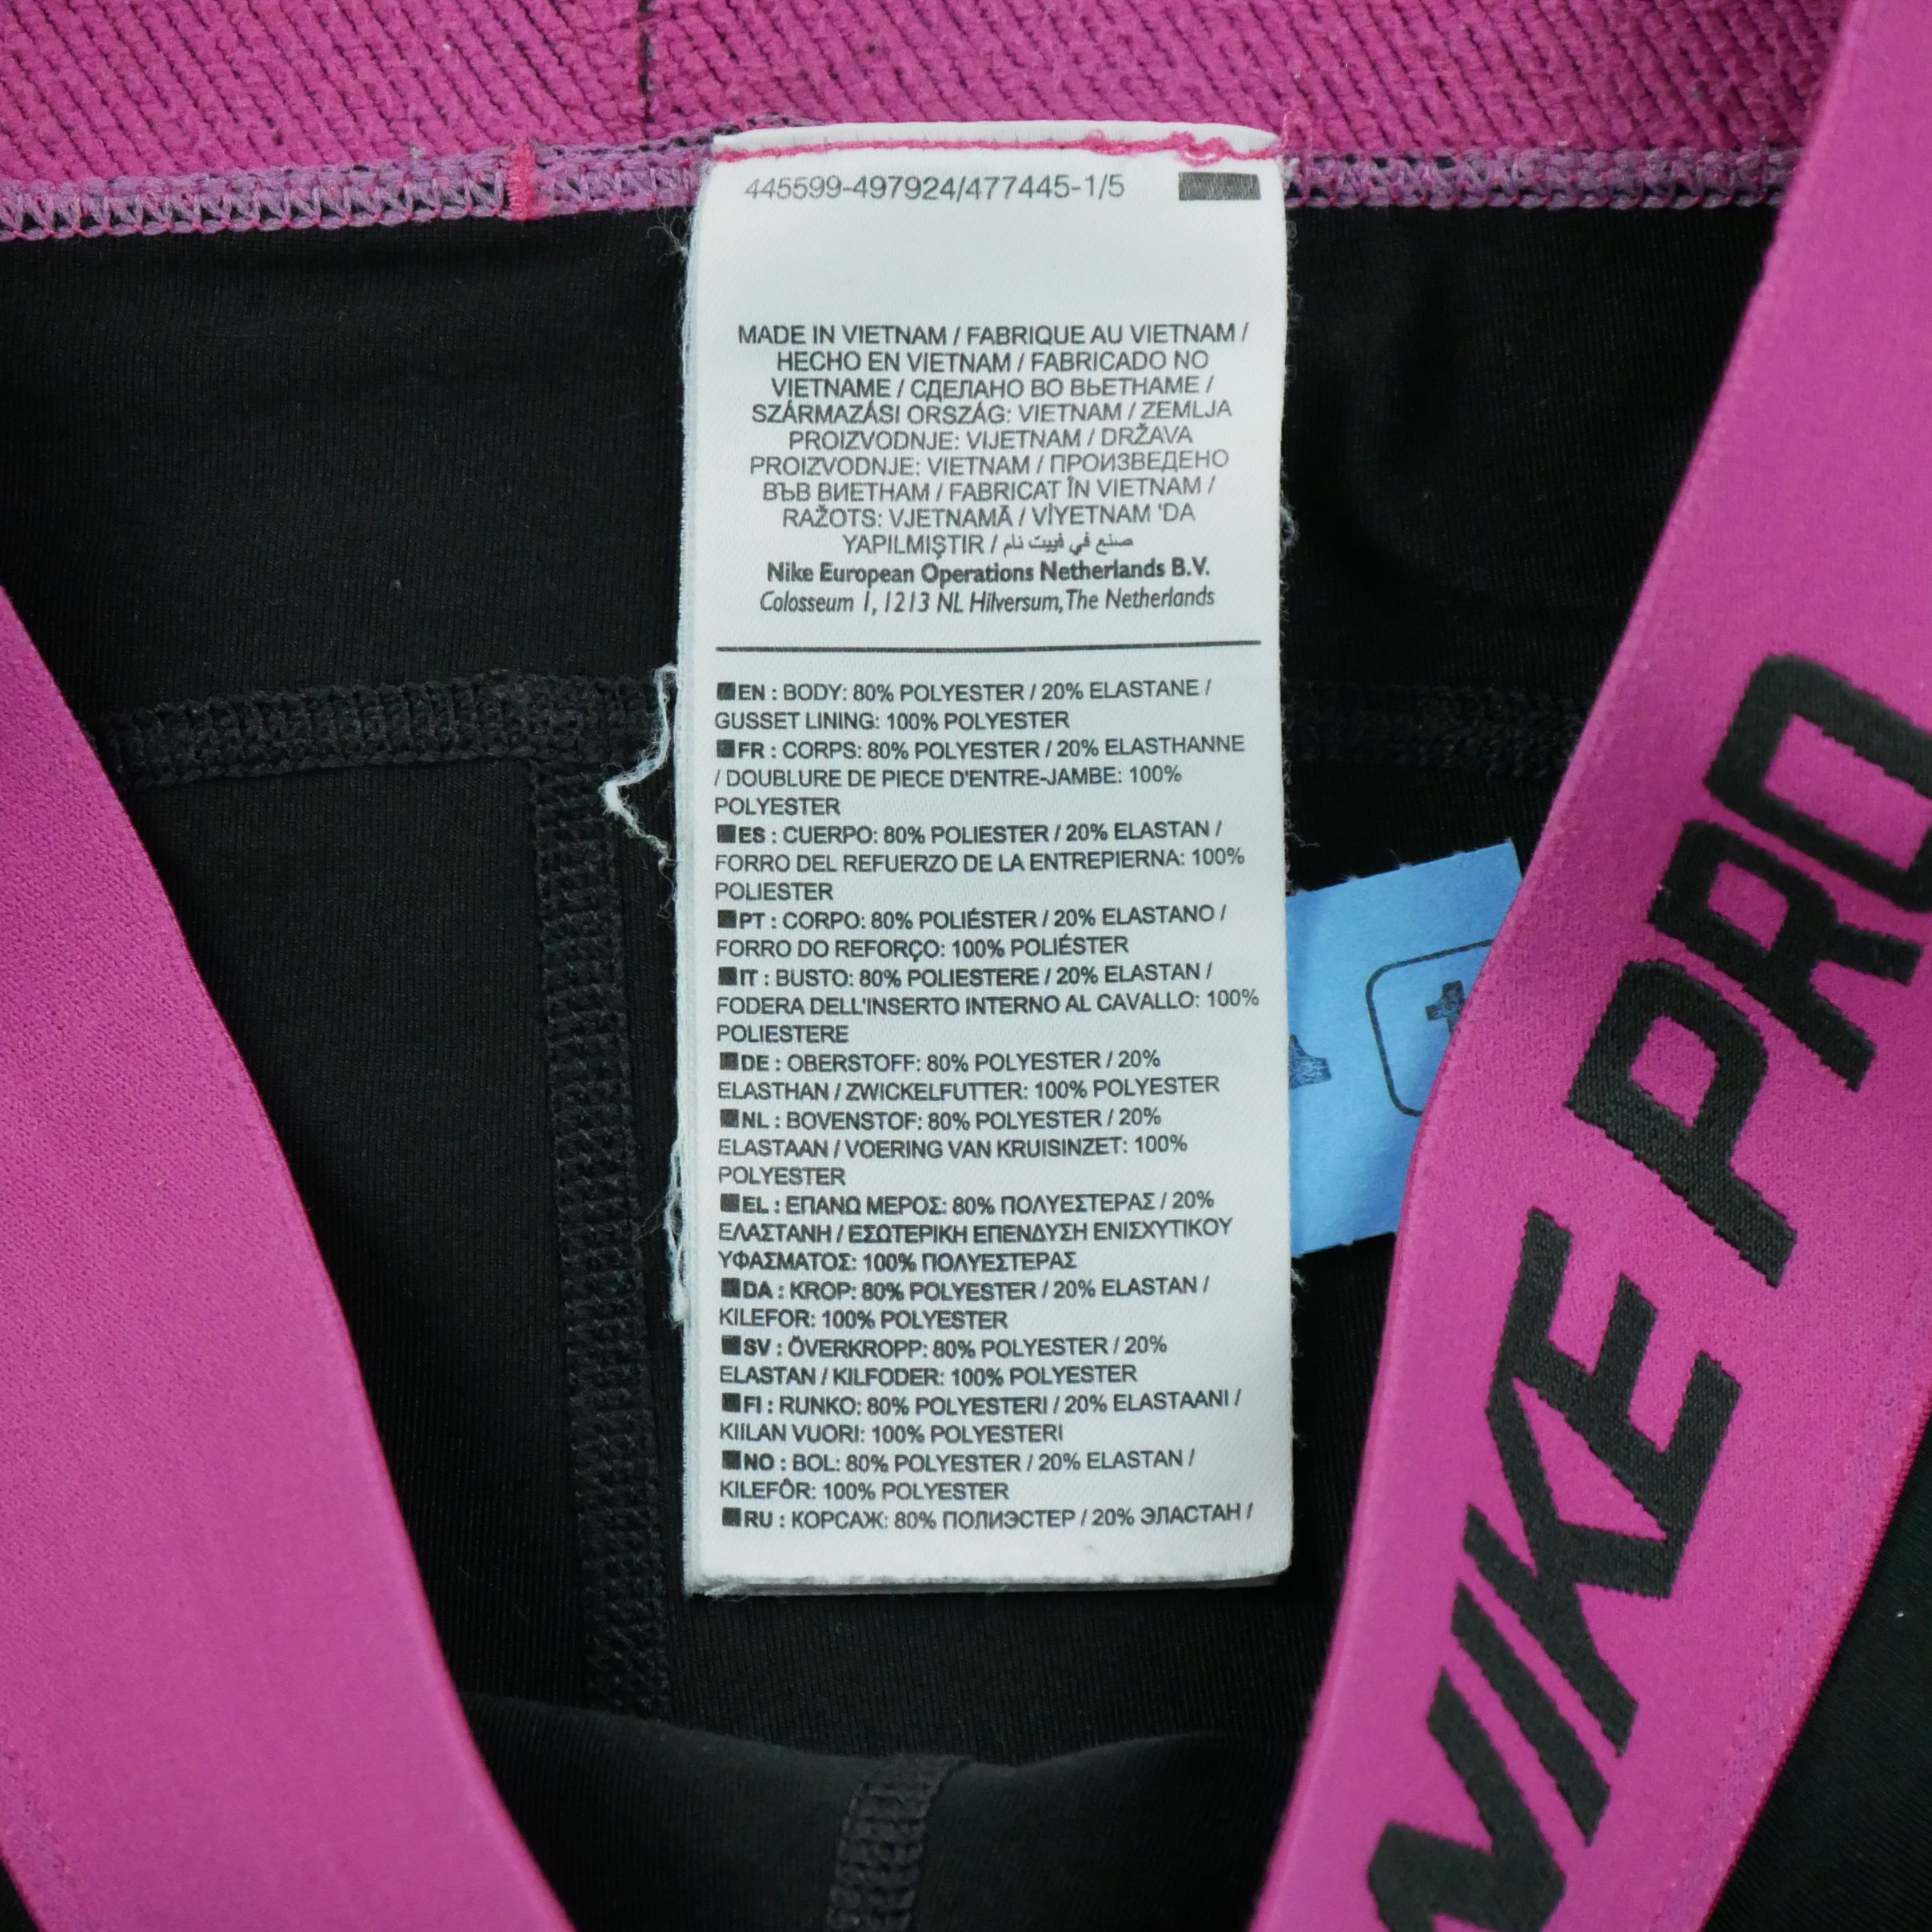 445599-497924/477445-1/5
MADE IN VIETNAM / FABRIQUE AU VIETNAM /
HECHO EN VIETNAM / FABRICADO NO
VIETNAME / СДЕЛАНО ВО ВЬЕТНАМЕ /
SZÁRMAZÁSI ORSZÁG: VIETNAM / ZEMLJA
PROIZVODNJE: VIJETNAM / DRŽAVA
PROIZVODNJE: VIETNAM / ПРОИЗВЕДЕНО
ВЪВ ВИЕТНАМ / FABRICAT ÎN VIETNAM /
RAŽOTS: VJETNAMĀ / VİYETNAM 'DA
YAPILMIŞTIR / صنع في فييت نام
Nike European Operations Netherlands B.V.
Colosseum 1, 1213 NL Hilversum, The Netherlands
EN : BODY: 80% POLYESTER / 20% ELASTANE /
GUSSET LINING: 100% POLYESTER
FR : CORPS: 80% POLYESTER / 20% ELASTHANNE
/ DOUBLURE DE PIECE D'ENTRE-JAMBE: 100%
POLYESTER
ES : CUERPO: 80% POLIESTER / 20% ELASTAN /
FORRO DEL REFUERZO DE LA ENTREPIERNA: 100%
POLIESTER
PT : CORPO: 80% POLIÉSTER / 20% ELASTANO /
FORRO DO REFORÇO: 100% POLIÉSTER
IT : BUSTO: 80% POLIESTERE / 20% ELASTAN /
FODERA DELL'INSERTO INTERNO AL CAVALLO: 100%
POLIESTERE
DE : OBERSTOFF: 80% POLYESTER / 20%
ELASTHAN / ZWICKELFUTTER: 100% POLYESTER
NL : BOVENSTOF: 80% POLYESTER / 20%
ELASTAAN / VOERING VAN KRUISINZET: 100%
POLYESTER
EL : ΕΠΑΝΩ ΜΕΡΟΣ: 80% ΠΟΛΥΕΣΤΕΡΑΣ / 20%
ΕΛΑΣΤΑΝΗ / ΕΣΩΤΕΡΙΚΗ ΕΠΕΝΔΥΣΗ ΕΝΙΣΧΥΤΙΚΟΥ
ΥΦΑΣΜΑΤΟΣ: 100% ΠΟΛΥΕΣΤΕΡΑΣ
DA : KROP: 80% POLYESTER / 20% ELASTAN /
KILEFOR: 100% POLYESTER
SV : ÖVERKROPP: 80% POLYESTER / 20%
ELASTAN / KILFODER: 100% POLYESTER
FI : RUNKO: 80% POLYESTERI / 20% ELASTAANI /
KIILAN VUORI: 100% POLYESTERI
NO : BOL: 80% POLYESTER / 20% ELASTAN /
KILEFÔR: 100% POLYESTER
RU : КОРСАЖ: 80% ПОЛИЭСТЕР / 20% ЭЛАСТАН /
NIKE PRO